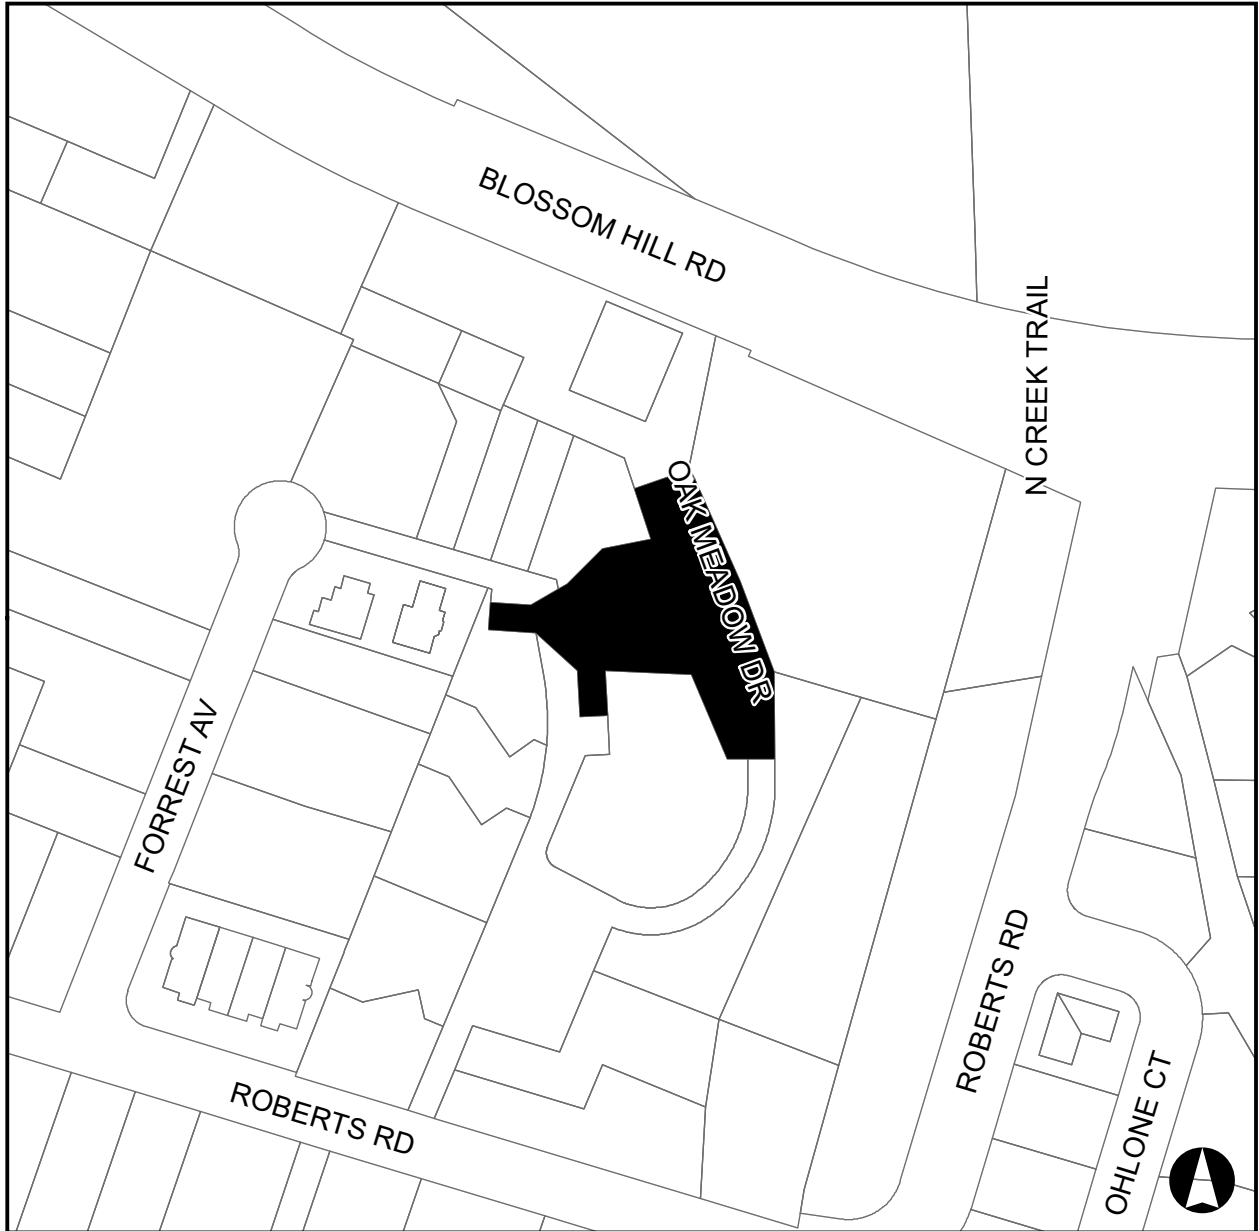 BLOSSOM HILL RD
N CREEK TRAIL
OAK MEADOW DR
FORREST AV
ROBERTS RD
ROBERTS RD
OHLONE CT